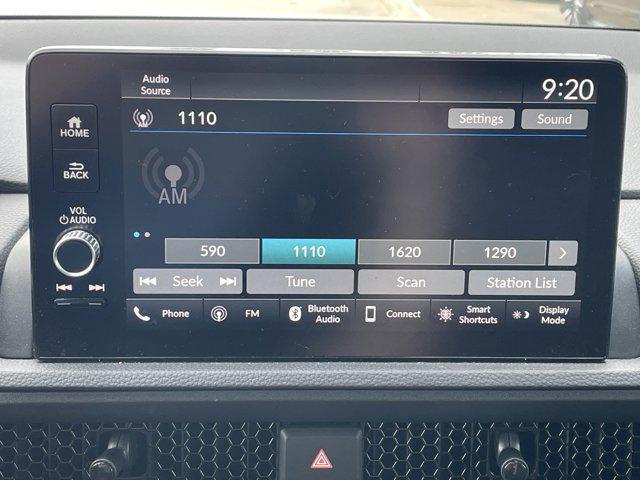 Audio
Source
9:20
HOME
1110
Settings
Sound
BACK
AM
VOL
AUDIO
590
1110
1620
1290
Seek
Tune
Scan
Station List
Phone
FM
Bluetooth
Audio
Connect
Smart
Shortcuts
Display
Mode